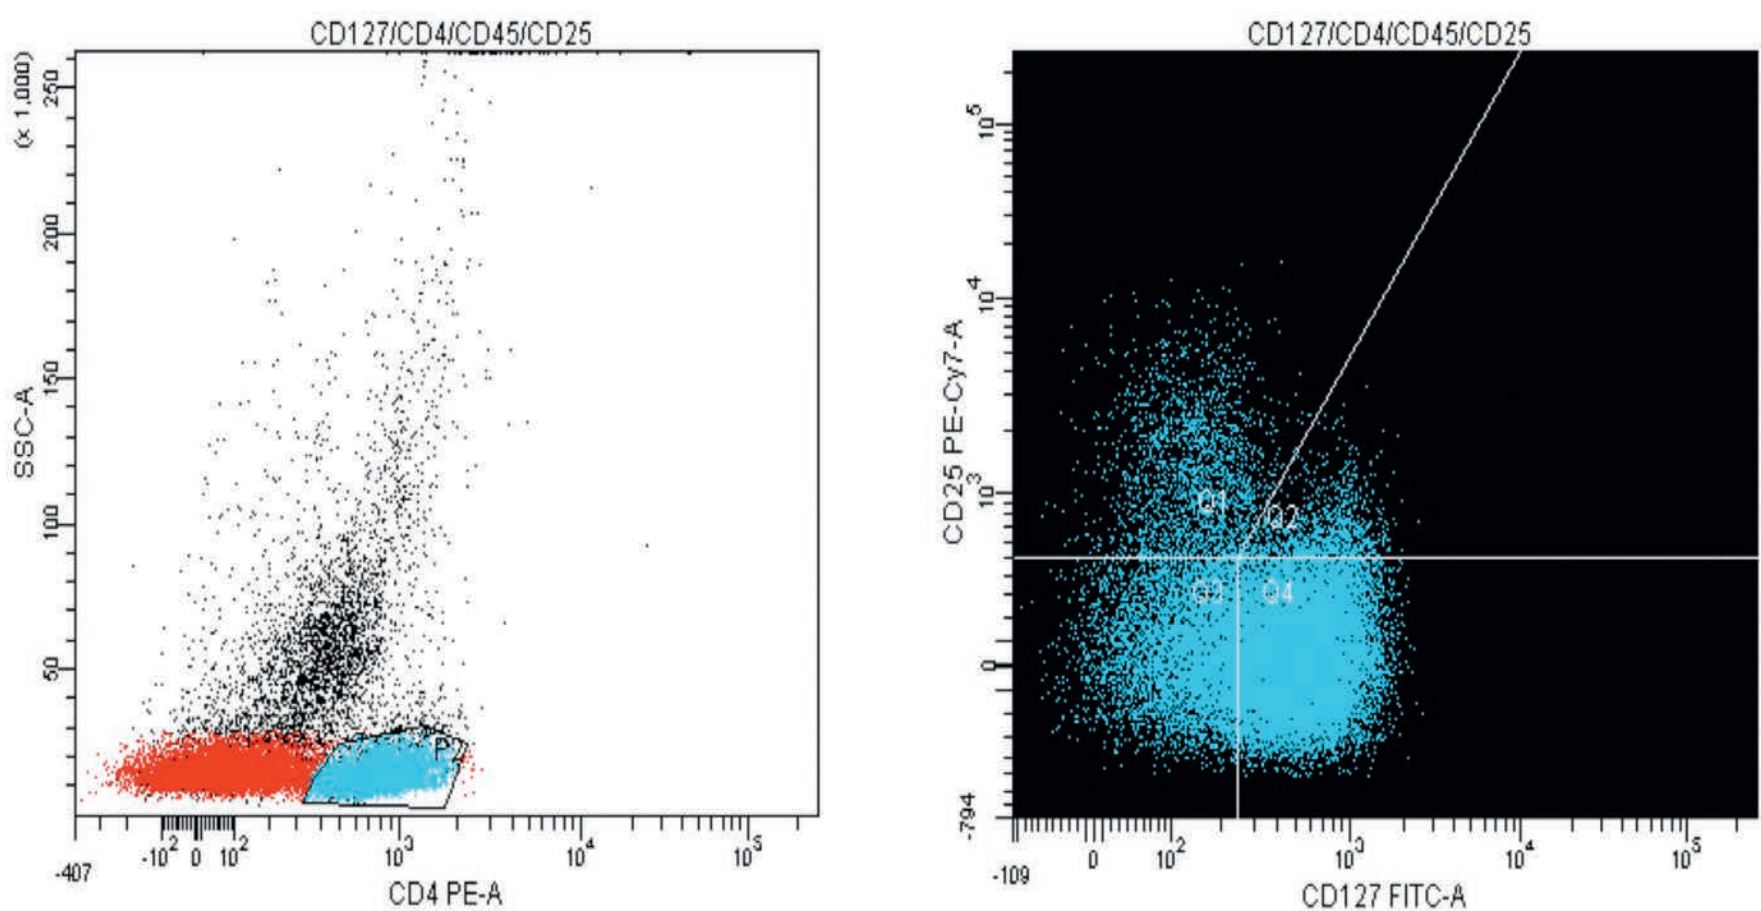 CD127/CD4/CD45/CD25
(x 1.000)
250
200
150
100
50
SSC-A
-407
-10²
0
10²
10³
10⁴
10⁵
CD4 PE-A
CD127/CD4/CD45/CD25
10⁵
10⁴
10³
0
-794
CD25 PE-Cy7-A
Q1
Q2
Q3
Q4
-109
0
10²
10³
10⁴
10⁵
CD127 FITC-A